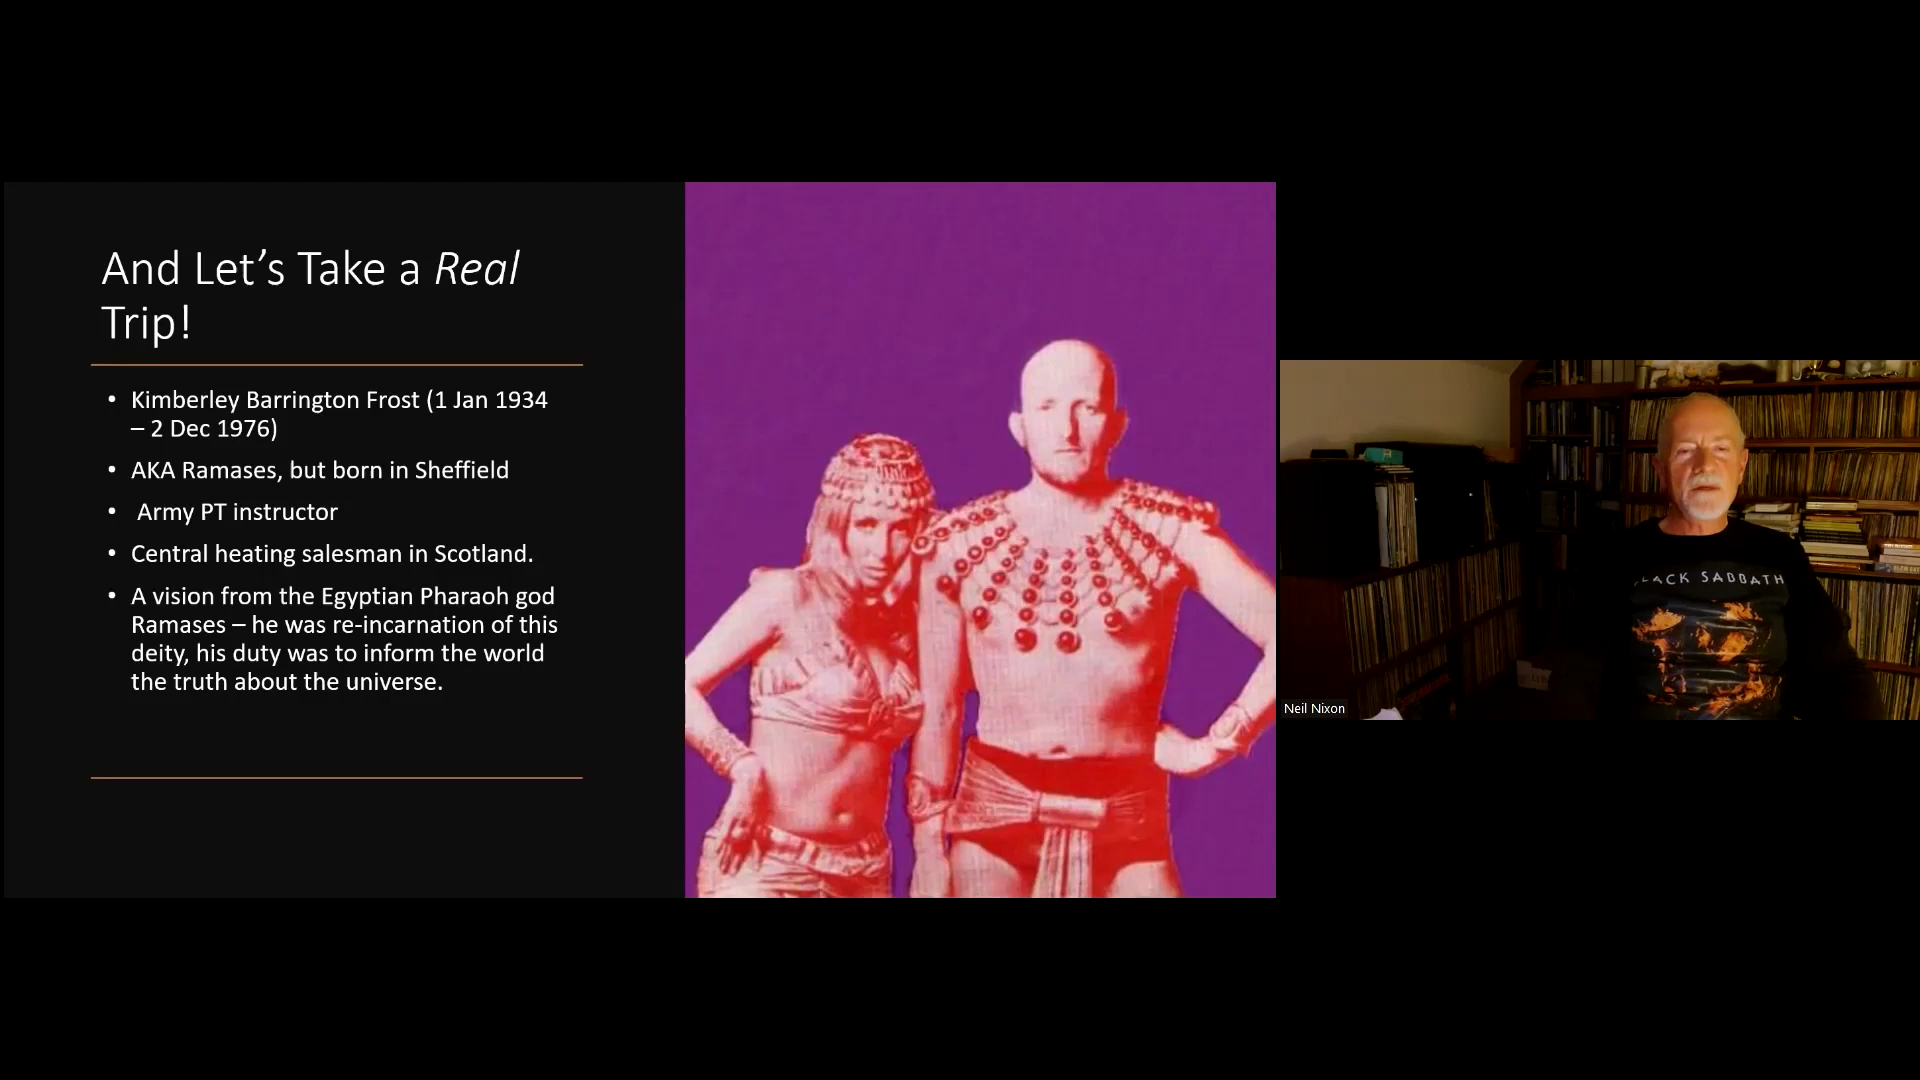 And Let’s Take a Real
Trip!
• Kimberley Barrington Frost (1 Jan 1934
– 2 Dec 1976)
• AKA Ramases, but born in Sheffield
• Army PT instructor
• Central heating salesman in Scotland.
• A vision from the Egyptian Pharaoh god
Ramases – he was re-incarnation of this
deity, his duty was to inform the world
the truth about the universe.
LACK SABBATH
Neil Nixon